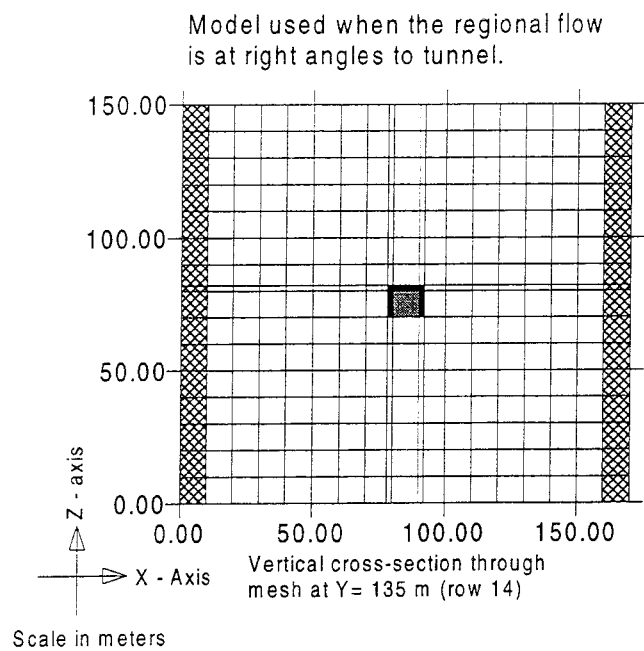 Model used when the regional flow
is at right angles to tunnel.
150.00
100.00
50.00
0.00
0.00 50.00 100.00 150.00
Z - axis
X - Axis
Vertical cross-section through
mesh at Y= 135 m (row 14)
Scale in meters